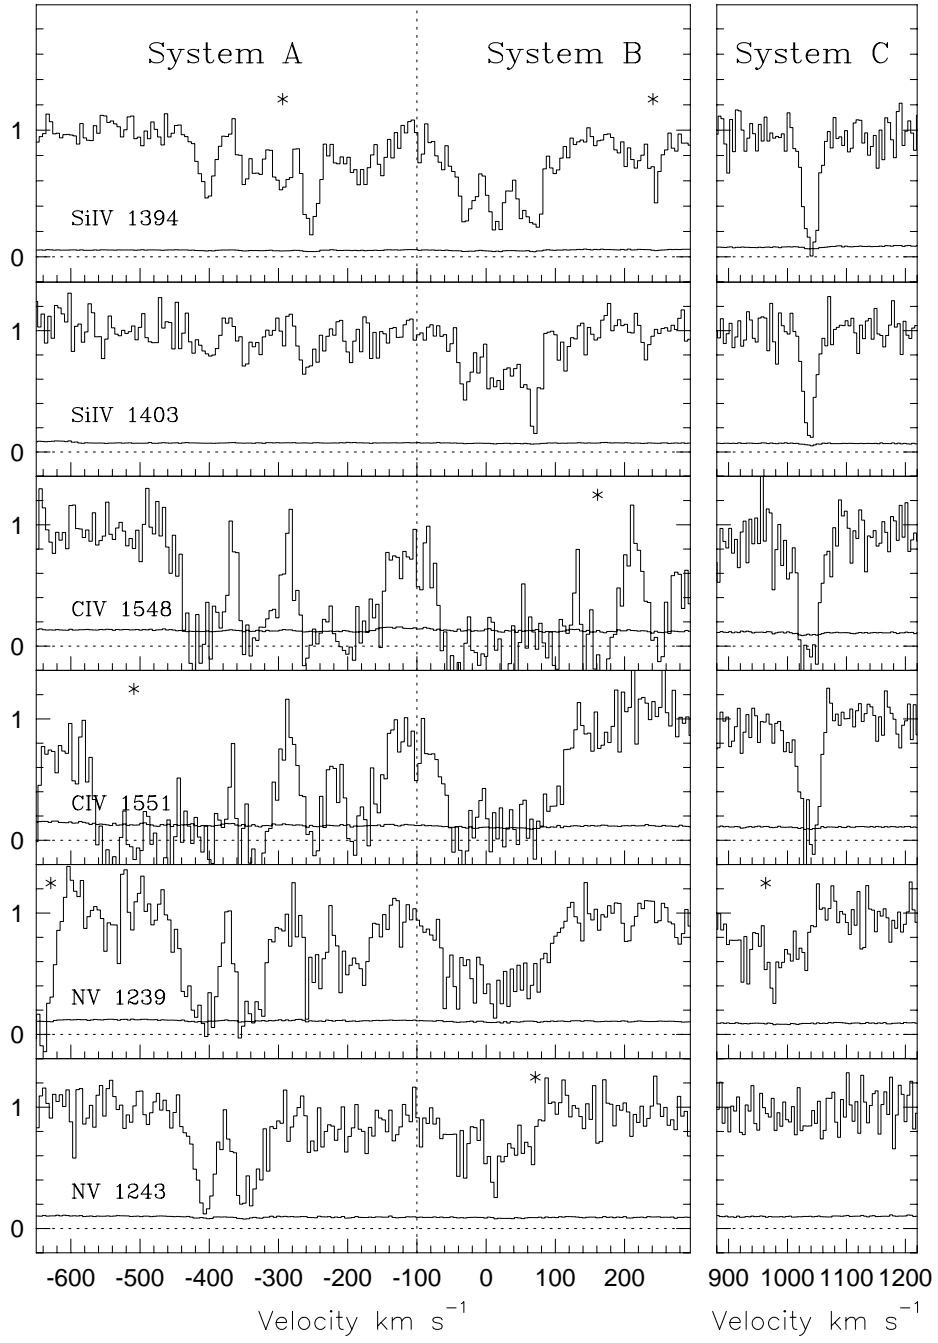 System A System B System C
* *
1
SiIV 1394
0
1
SiIV 1403
0
*
1
CIV 1548
0
*
1
CIV 1551
0
* *
1
NV 1239
0
*
1
NV 1243
0
-600 -500 -400 -300 -200 -100 0 100 200 900 1000 1100 1200
Velocity km s-1 Velocity km s-1